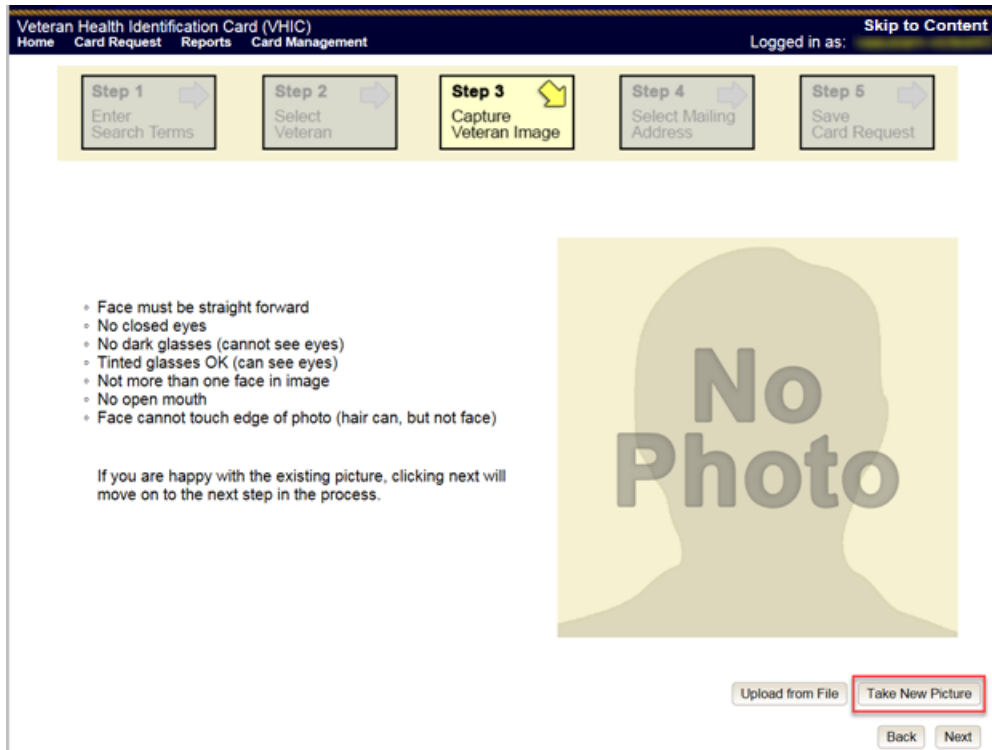 Veteran Health Identification Card (VHIC)
Skip to Content
Home Card Request Reports Card Management
Logged in as:
Step 1
Enter
Search Terms
Step 2
Select
Veteran
Step 3
Capture
Veteran Image
Step 4
Select Mailing
Address
Step 5
Save
Card Request
◦ Face must be straight forward
◦ No closed eyes
◦ No dark glasses (cannot see eyes)
◦ Tinted glasses OK (can see eyes)
◦ Not more than one face in image
◦ No open mouth
◦ Face cannot touch edge of photo (hair can, but not face)
If you are happy with the existing picture, clicking next will
move on to the next step in the process.
No
Photo
Upload from File
Take New Picture
Back
Next